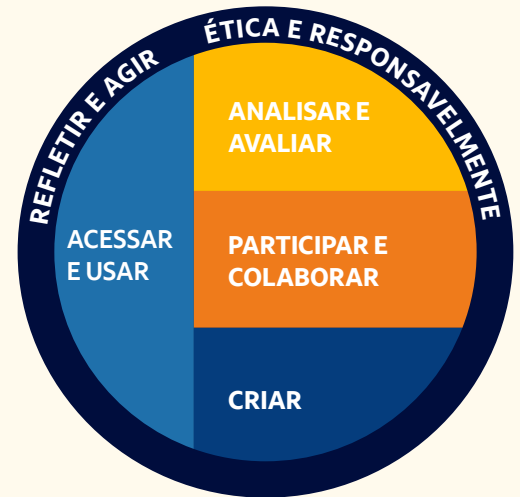 REFLETIR E AGIR ÉTICA E RESPONSAVELMENTE
ANALISAR E
AVALIAR
ACESSAR
E USAR
PARTICIPAR E
COLABORAR
CRIAR